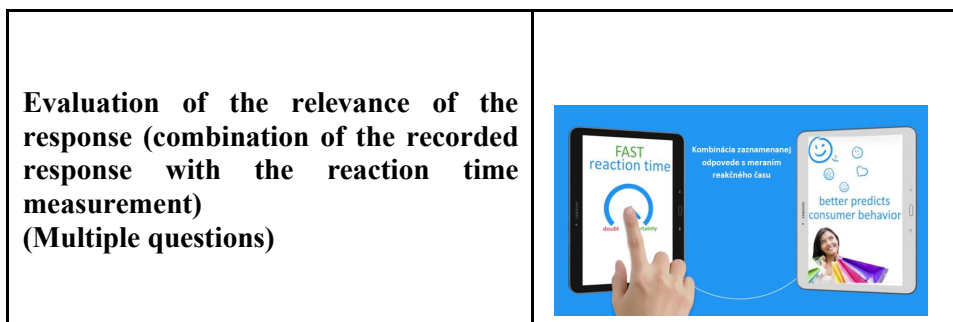 Evaluation of the relevance of the
response (combination of the recorded
response with the reaction time
measurement)
(Multiple questions)
FAST
reaction time
doubt
Kombinácia zaznamenanej
odpovede s meraním
reakčného času
better predicts
consumer behavior